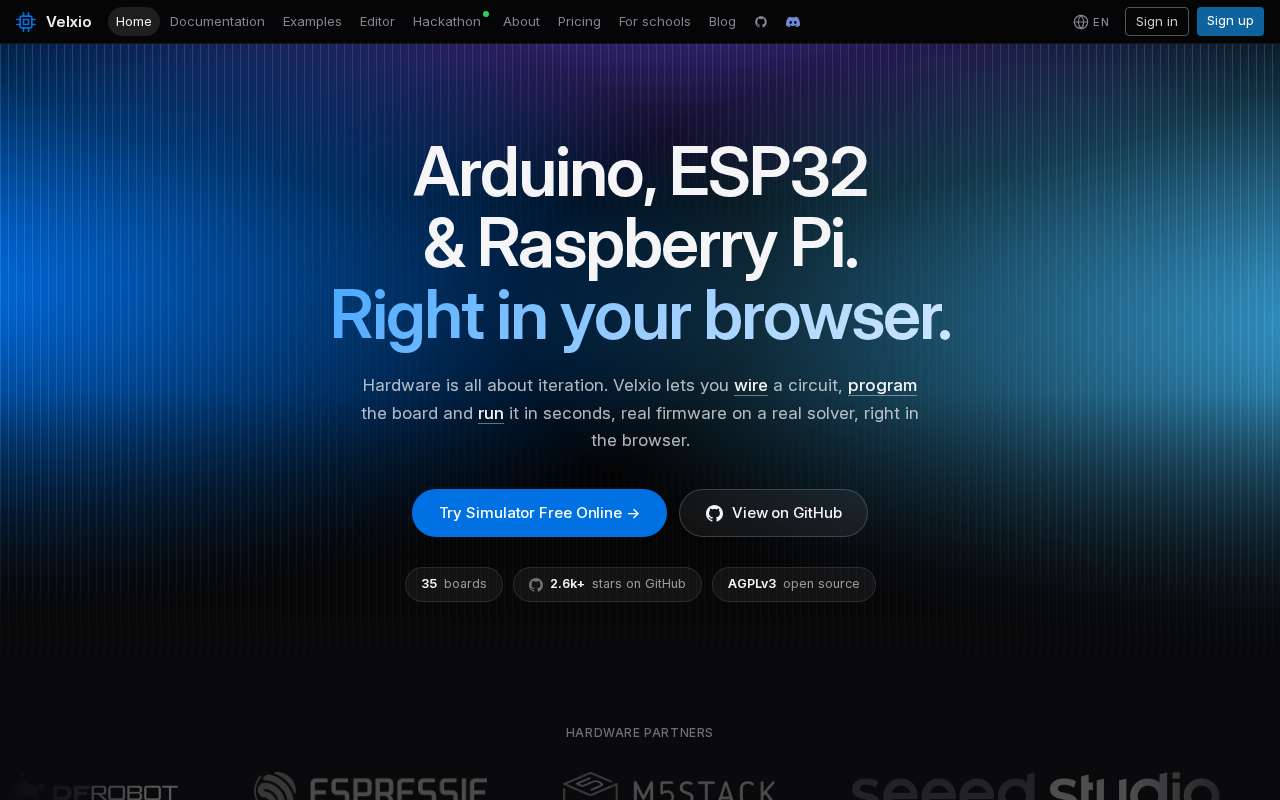 Velxio
Home
Documentation
Examples
Editor
Hackathon
About
Pricing
For schools
Blog
EN
Sign in
Sign up
Arduino, ESP32
& Raspberry Pi.
Right in your browser.
Hardware is all about iteration. Velxio lets you wire a circuit, program
the board and run it in seconds, real firmware on a real solver, right in
the browser.
Try Simulator Free Online →
View on GitHub
35 boards
2.6k+ stars on GitHub
AGPLv3 open source
HARDWARE PARTNERS
DFROBOT
ESPRESSIF
M5STACK
seeed studio